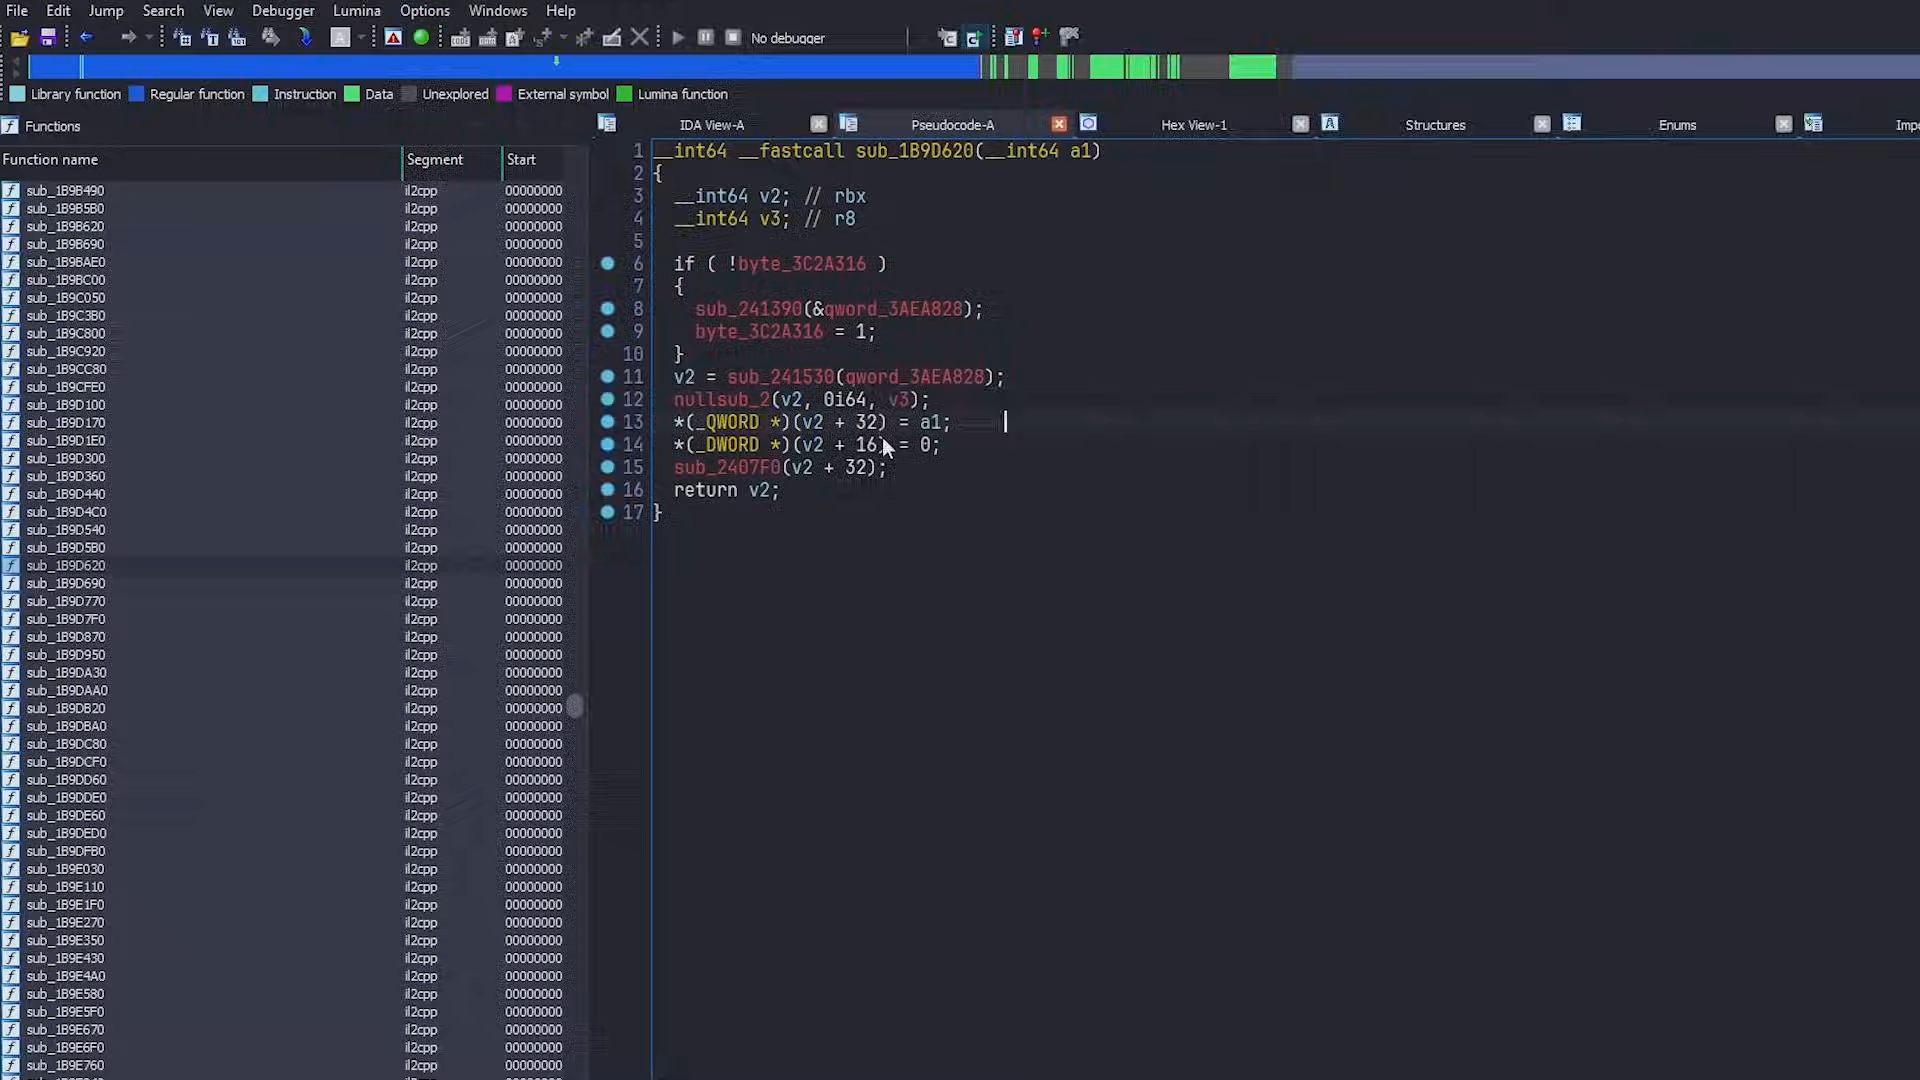 File Edit Jump Search View Debugger Lumina Options Windows Help
No debugger
Library function Regular function Instruction Data Unexplored External symbol Lumina function
Functions
IDA View-A Pseudocode-A Hex View-1 Structures Enums Impo
Function name Segment Start
sub_1B9B490 il2cpp 00000000
sub_1B9B5B0 il2cpp 00000000
sub_1B9B620 il2cpp 00000000
sub_1B9B690 il2cpp 00000000
sub_1B9BAE0 il2cpp 00000000
sub_1B9BC00 il2cpp 00000000
sub_1B9C050 il2cpp 00000000
sub_1B9C3B0 il2cpp 00000000
sub_1B9C800 il2cpp 00000000
sub_1B9C920 il2cpp 00000000
sub_1B9CC80 il2cpp 00000000
sub_1B9CFE0 il2cpp 00000000
sub_1B9D100 il2cpp 00000000
sub_1B9D170 il2cpp 00000000
sub_1B9D1E0 il2cpp 00000000
sub_1B9D300 il2cpp 00000000
sub_1B9D360 il2cpp 00000000
sub_1B9D440 il2cpp 00000000
sub_1B9D4C0 il2cpp 00000000
sub_1B9D540 il2cpp 00000000
sub_1B9D5B0 il2cpp 00000000
sub_1B9D620 il2cpp 00000000
sub_1B9D690 il2cpp 00000000
sub_1B9D770 il2cpp 00000000
sub_1B9D7F0 il2cpp 00000000
sub_1B9D870 il2cpp 00000000
sub_1B9D950 il2cpp 00000000
sub_1B9DA30 il2cpp 00000000
sub_1B9DAA0 il2cpp 00000000
sub_1B9DB20 il2cpp 00000000
sub_1B9DBA0 il2cpp 00000000
sub_1B9DC80 il2cpp 00000000
sub_1B9DCF0 il2cpp 00000000
sub_1B9DD60 il2cpp 00000000
sub_1B9DDE0 il2cpp 00000000
sub_1B9DE60 il2cpp 00000000
sub_1B9DED0 il2cpp 00000000
sub_1B9DFB0 il2cpp 00000000
sub_1B9E030 il2cpp 00000000
sub_1B9E110 il2cpp 00000000
sub_1B9E1F0 il2cpp 00000000
sub_1B9E270 il2cpp 00000000
sub_1B9E350 il2cpp 00000000
sub_1B9E430 il2cpp 00000000
sub_1B9E4A0 il2cpp 00000000
sub_1B9E580 il2cpp 00000000
sub_1B9E5F0 il2cpp 00000000
sub_1B9E670 il2cpp 00000000
sub_1B9E6F0 il2cpp 00000000
sub_1B9E760 il2cpp 00000000
1 __int64 __fastcall sub_1B9D620(__int64 a1)
2 {
3 __int64 v2; // rbx
4 __int64 v3; // r8
5
6 if ( !byte_3C2A316 )
7 {
8 sub_241390(&qword_3AEA828);
9 byte_3C2A316 = 1;
10 }
11 v2 = sub_241530(qword_3AEA828);
12 nullsub_2(v2, 0i64, v3);
13 *(_QWORD *)(v2 + 32) = a1;
14 *(_DWORD *)(v2 + 16) = 0;
15 sub_2407F0(v2 + 32);
16 return v2;
17 }